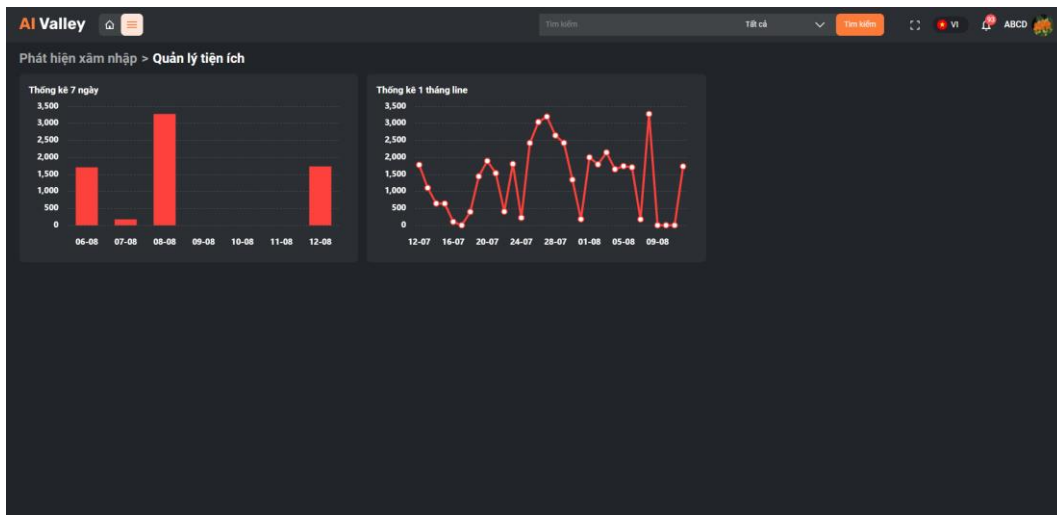 AI Valley
Tìm kiếm
Tất cả
Tìm kiếm
VI
93
ABCD
Phát hiện xâm nhập > Quản lý tiện ích
Thống kê 7 ngày
3,500
3,000
2,500
2,000
1,500
1,000
500
0
06-08 07-08 08-08 09-08 10-08 11-08 12-08
Thống kê 1 tháng line
3,500
3,000
2,500
2,000
1,500
1,000
500
0
12-07 16-07 20-07 24-07 28-07 01-08 05-08 09-08